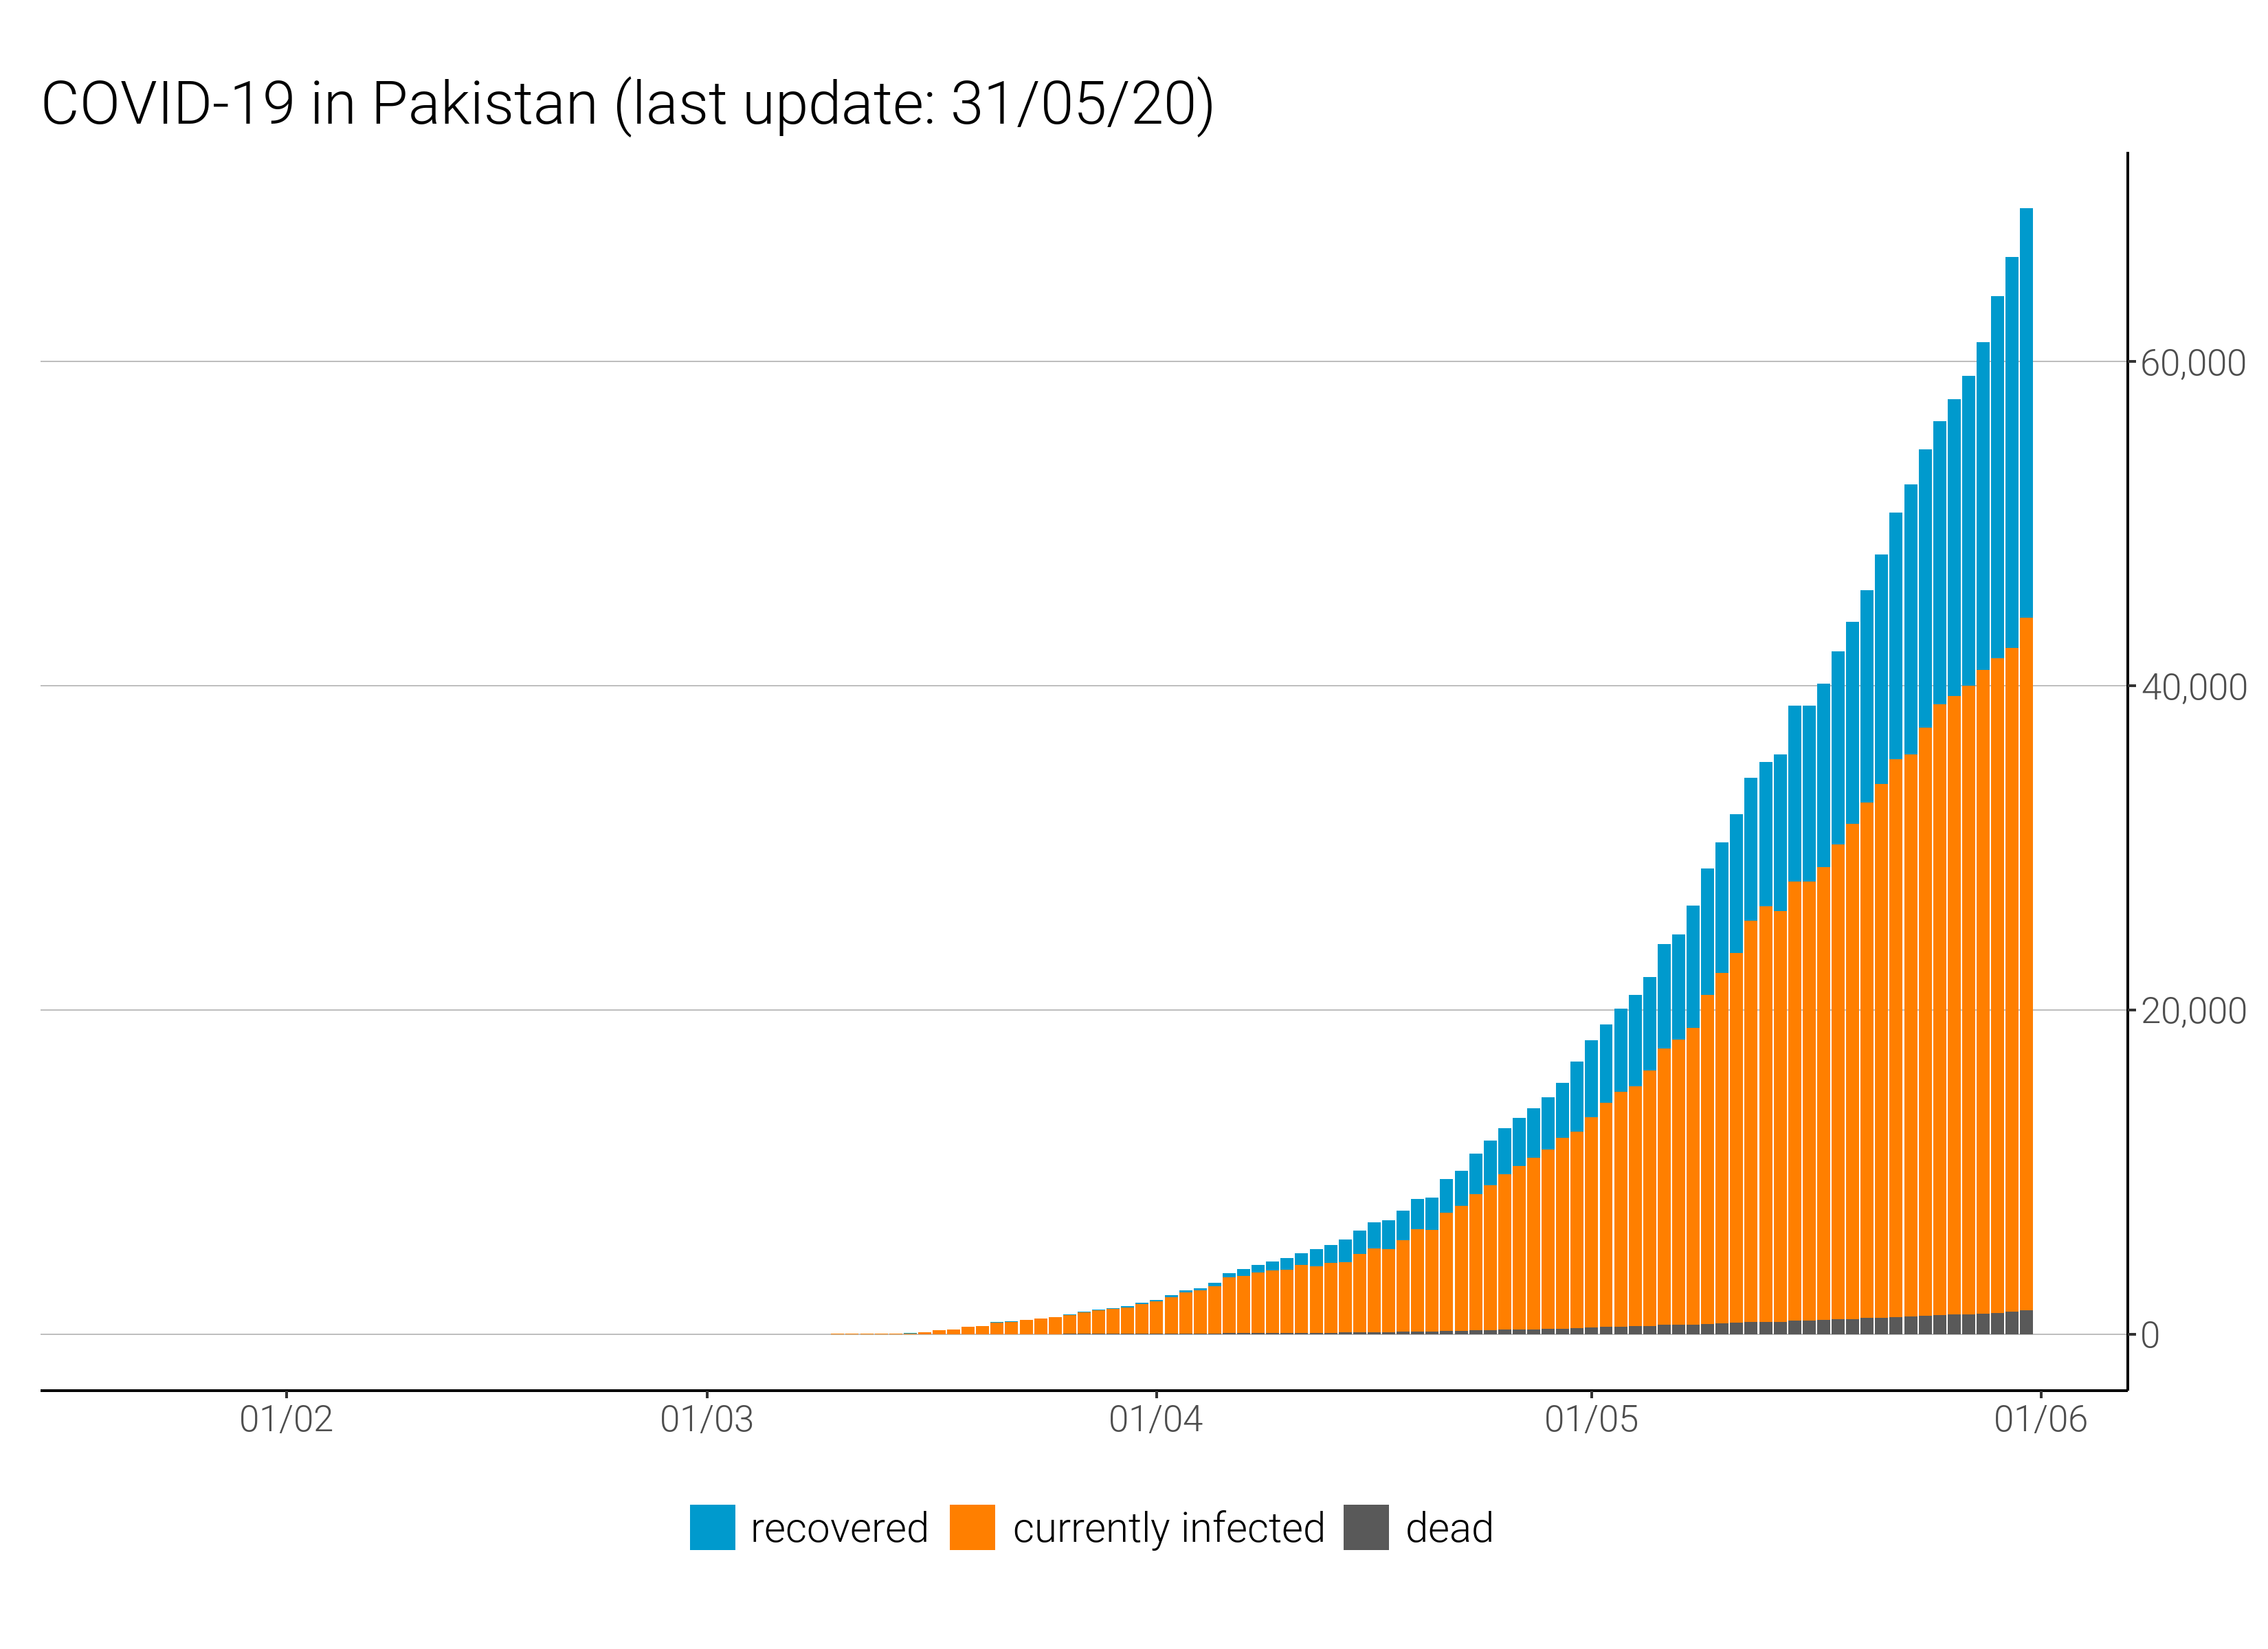 COVID-19 in Pakistan (last update: 31/05/20)
60,000
40,000
20,000
0
01/02 01/03 01/04 01/05 01/06
recovered currently infected dead